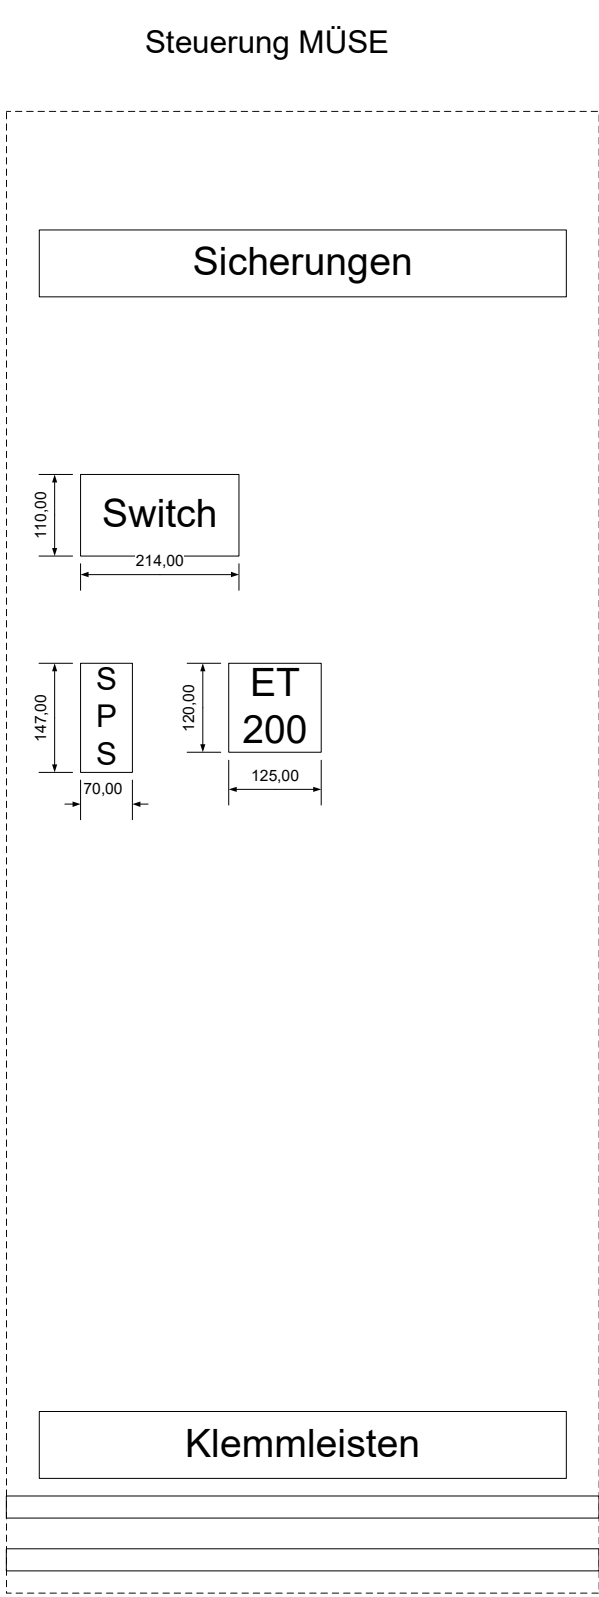 Steuerung MÜSE
Sicherungen
110,00
Switch
214,00
147,00
S
P
S
70,00
120,00
ET
200
125,00
Klemmleisten